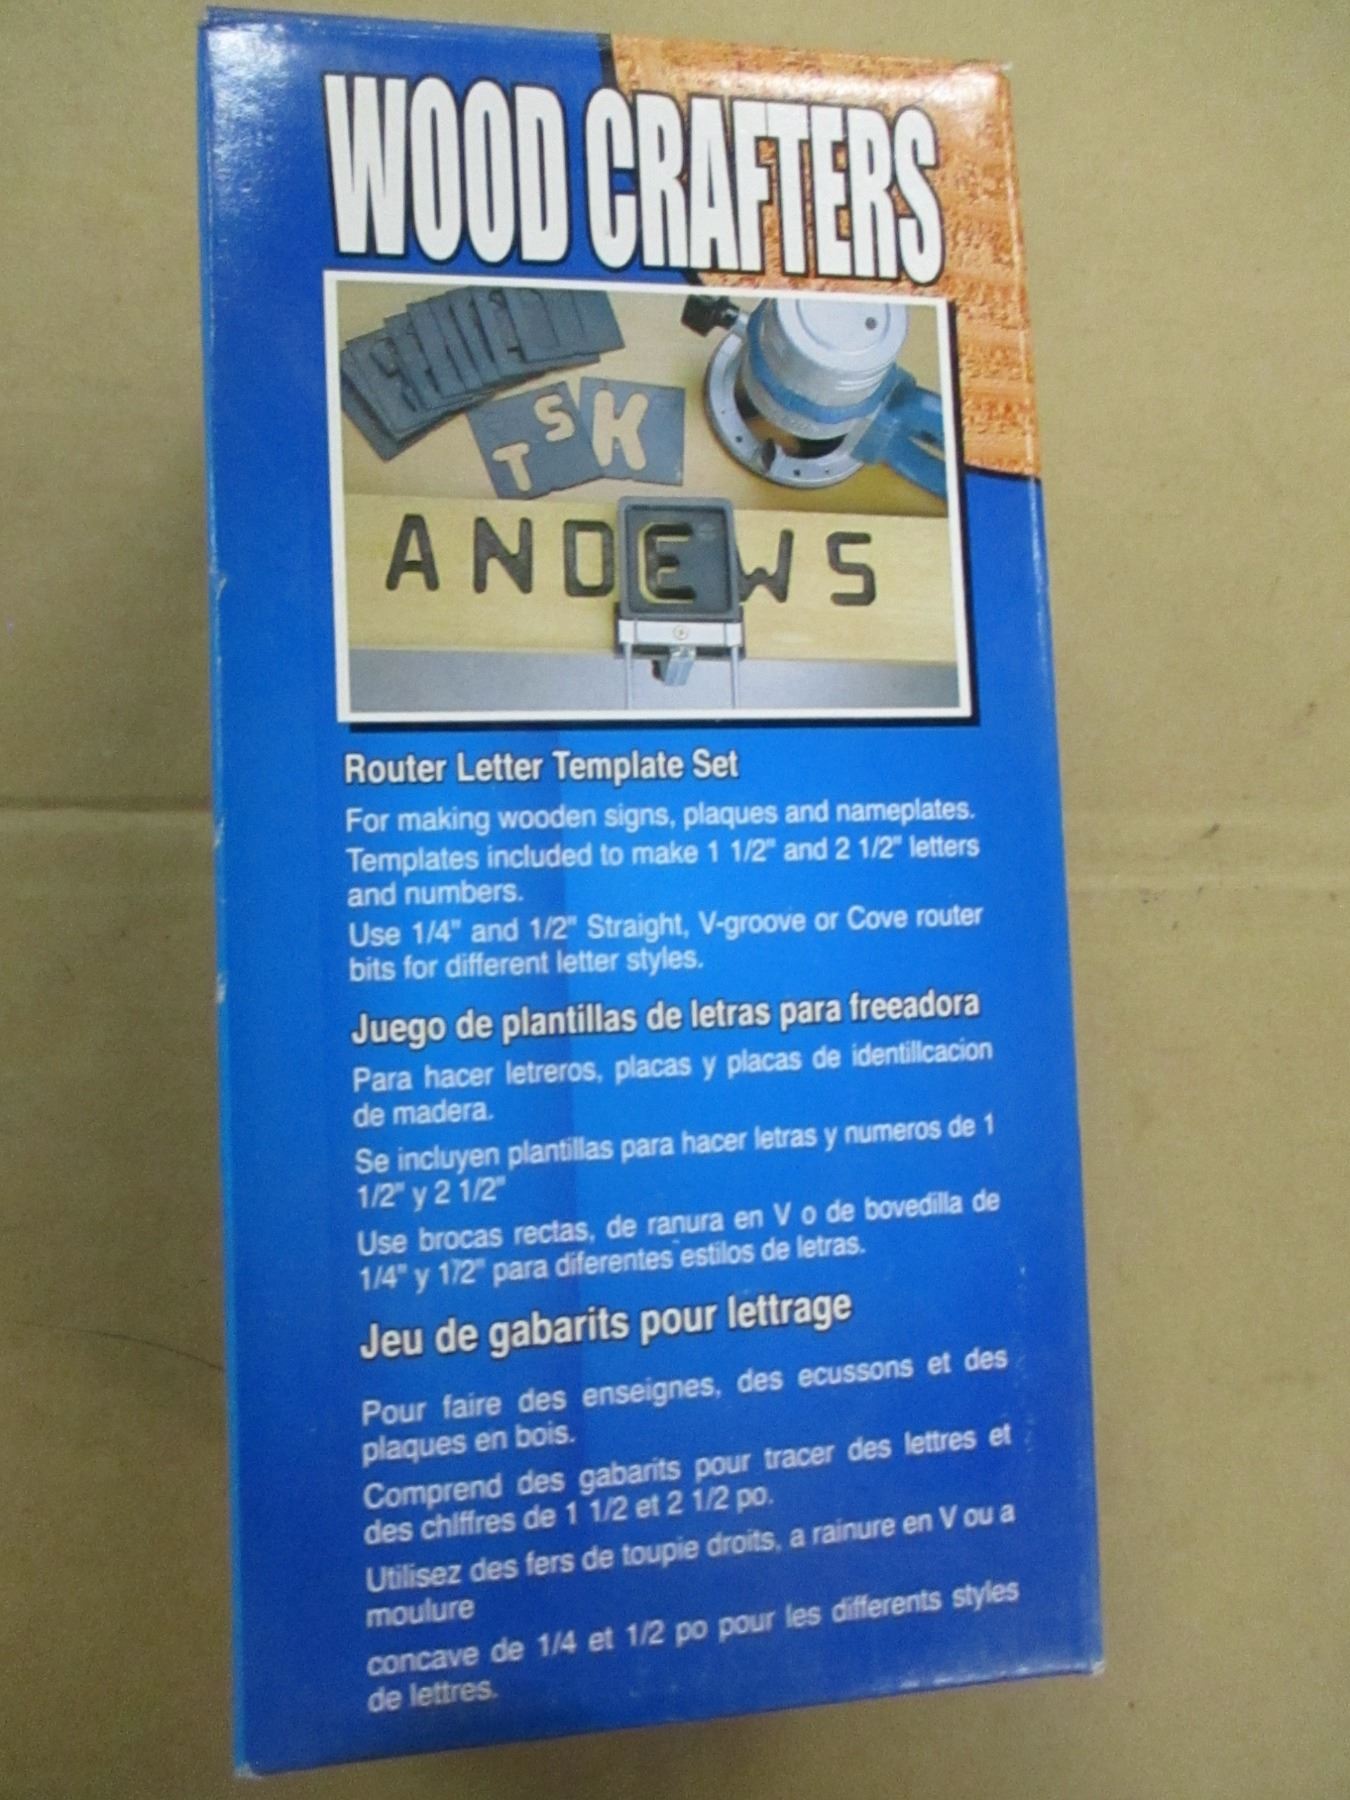 WOOD CRAFTERS
T S K
A N D E W S
Router Letter Template Set
For making wooden signs, plaques and nameplates.
Templates included to make 1 1/2" and 2 1/2" letters
and numbers.
Use 1/4" and 1/2" Straight, V-groove or Cove router
bits for different letter styles.
Juego de plantillas de letras para freeadora
Para hacer letreros, placas y placas de identillcacion
de madera.
Se incluyen plantillas para hacer letras y numeros de 1
1/2" y 2 1/2"
Use brocas rectas, de ranura en V o de bovedilla de
1/4" y 1/2" para diferentes estilos de letras.
Jeu de gabarits pour lettrage
Pour faire des enseignes, des ecussons et des
plaques en bois.
Comprend des gabarits pour tracer des lettres et
des chlffres de 1 1/2 et 2 1/2 po.
Utilisez des fers de toupie droits, a rainure en V ou a
moulure
concave de 1/4 et 1/2 po pour les differents styles
de lettres.